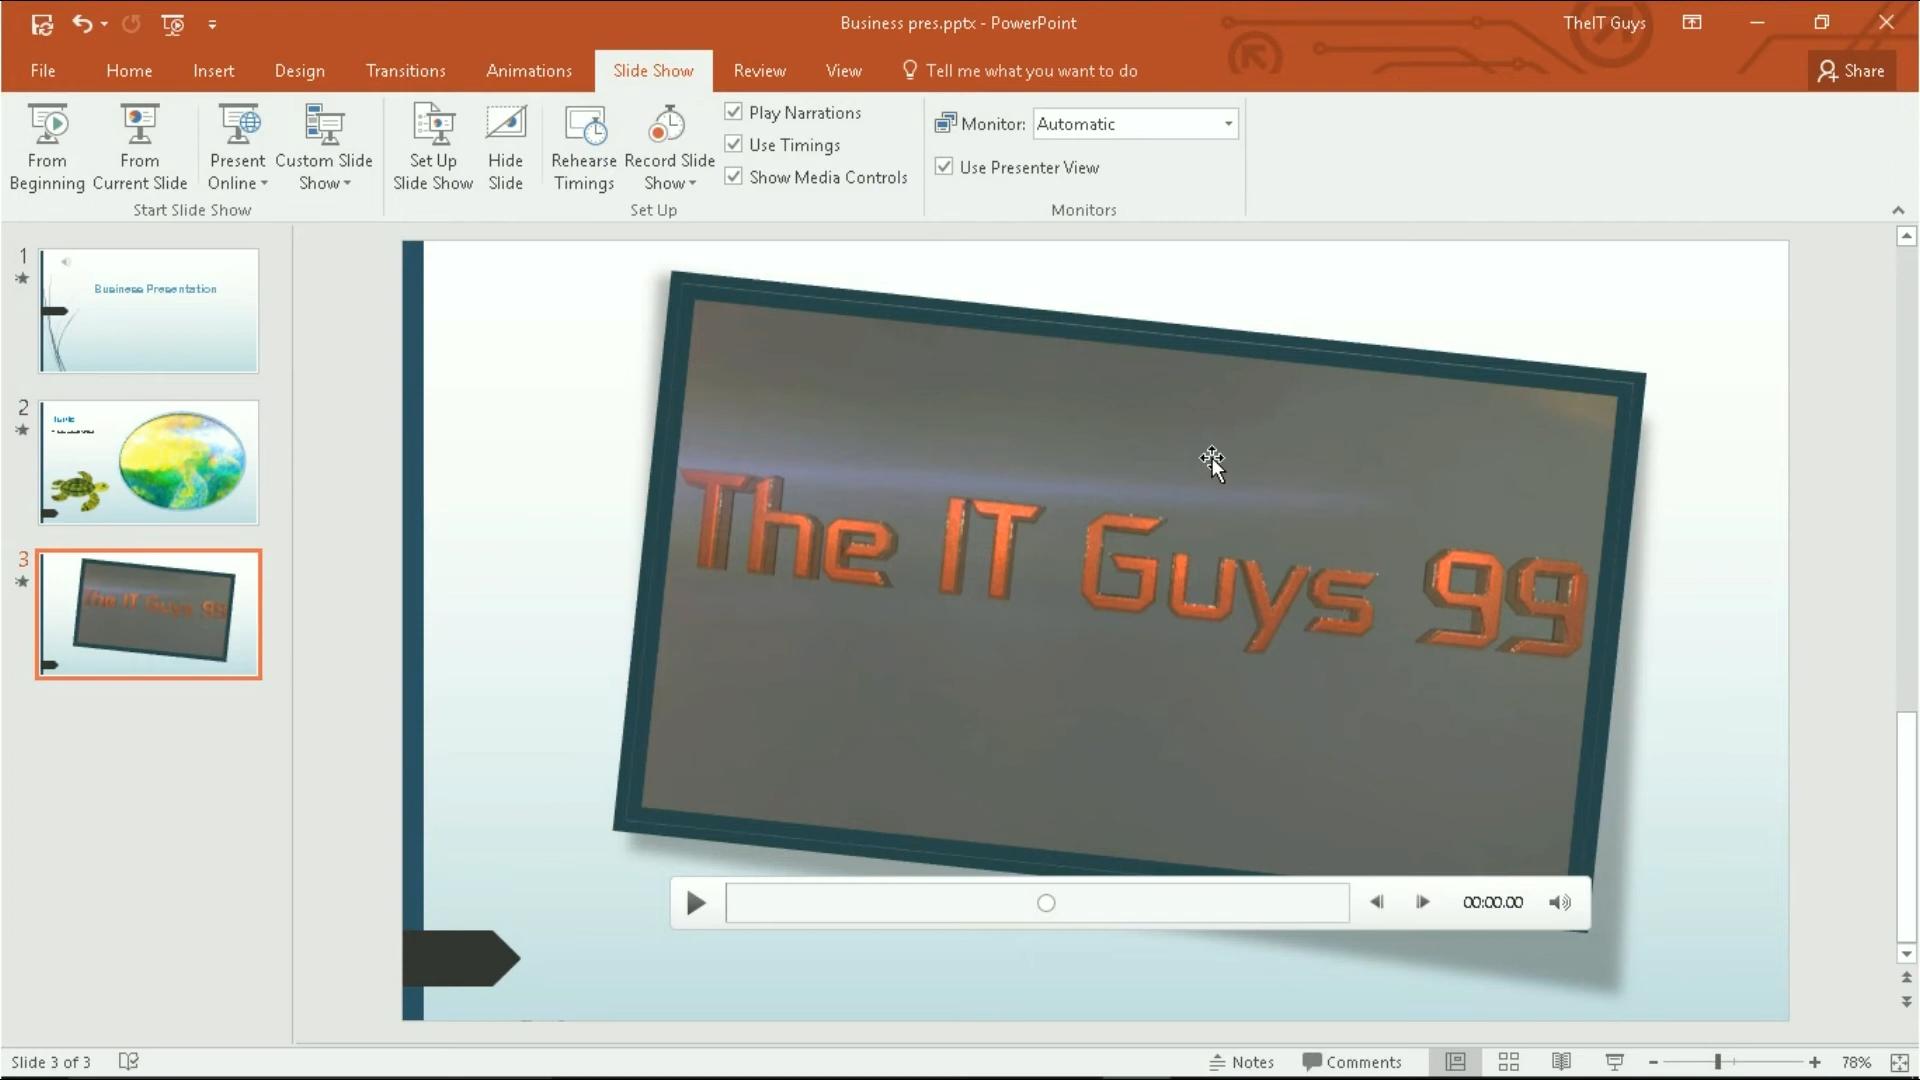 Business pres.pptx - PowerPoint
TheIT Guys
File
Home
Insert
Design
Transitions
Animations
Slide Show
Review
View
Tell me what you want to do
Share
From
Beginning
From
Current Slide
Present
Online
Custom Slide
Show
Start Slide Show
Set Up
Slide Show
Hide
Slide
Rehearse
Timings
Record Slide
Show
Play Narrations
Use Timings
Show Media Controls
Set Up
Monitor:
Automatic
Use Presenter View
Monitors
1
Business Presentation
2
3
The IT Guys 99
The IT Guys 99
00:00.00
Slide 3 of 3
Notes
Comments
78%